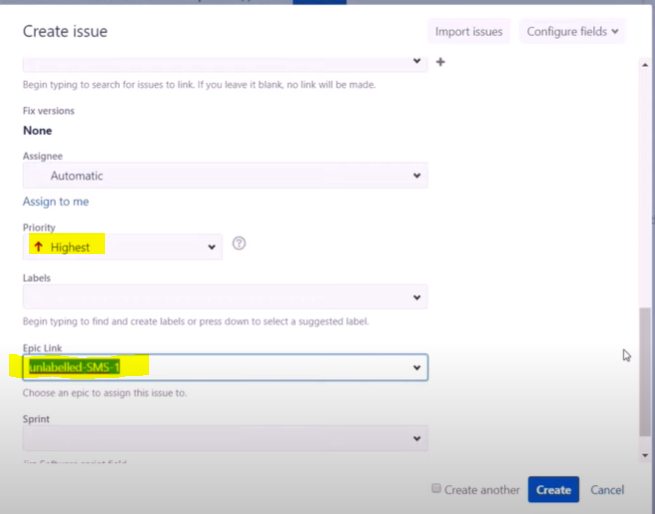 Create issue
Import issues
Configure fields
Begin typing to search for issues to link. If you leave it blank, no link will be made.
Fix versions
None
Assignee
Automatic
Assign to me
Priority
Highest
Labels
Begin typing to find and create labels or press down to select a suggested label.
Epic Link
unlabelled-SMS-1
Choose an epic to assign this issue to.
Sprint
Create another
Create
Cancel